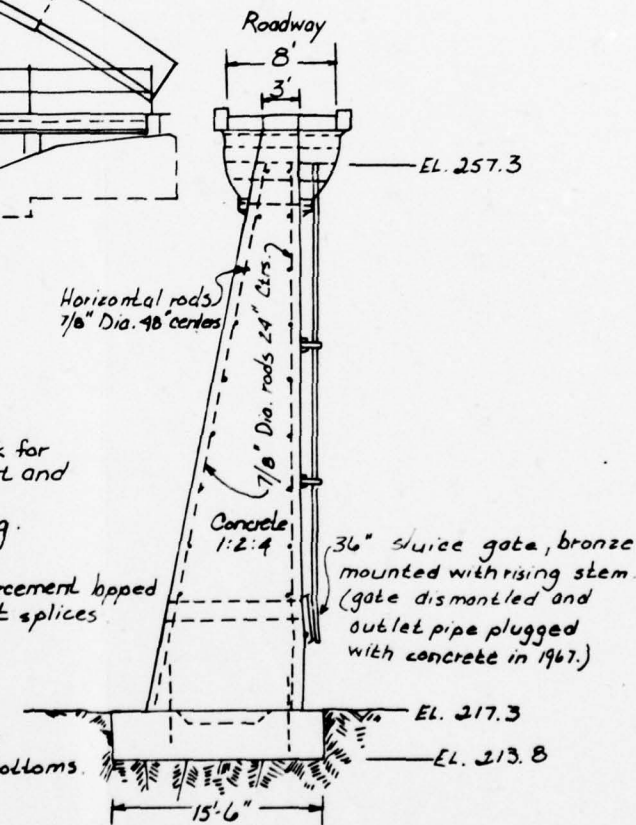 Roadway
8'
3'
EL. 257.3
Horizontal rods
7/8" Dia. 48" centers
7/8" Dia. rods 24" Ctrs.
for
and
g.
Concrete
1:2:4
36" sluice gate, bronze
mounted with rising stem.
(gate dismantled and
outlet pipe plugged
with concrete in 1967.)
rcement lapped
t splices
EL. 217.3
EL. 213.8
ottoms.
15'-6"